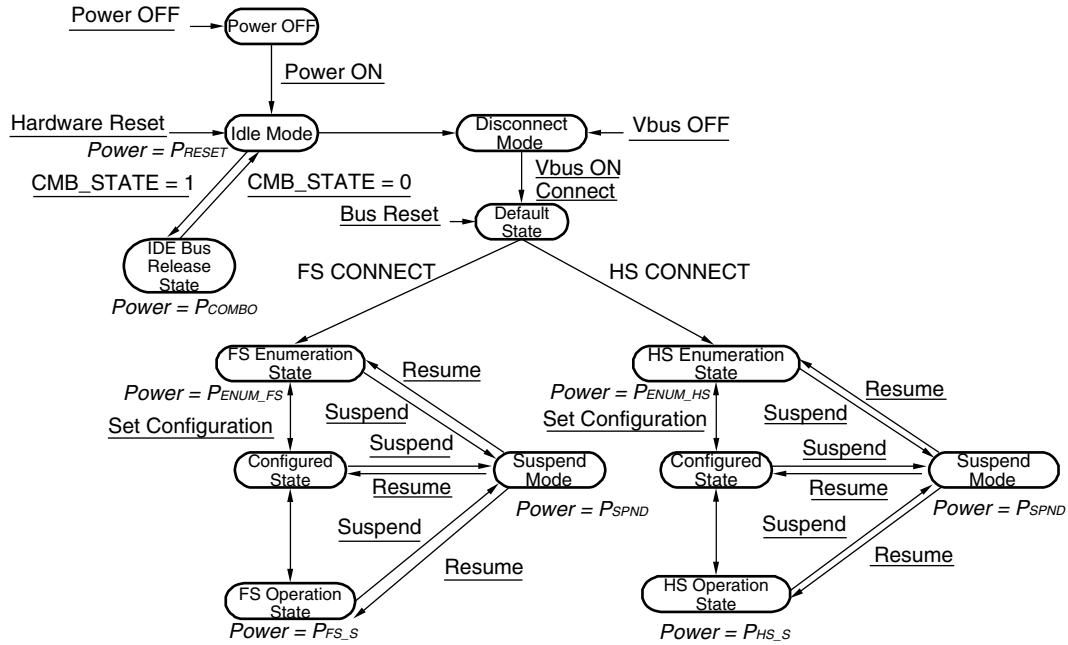 Power OFF
Power OFF
Power ON
Hardware Reset
Idle Mode
Power = PRESET
Disconnect
Mode
Vbus OFF
CMB_STATE = 1
CMB_STATE = 0
Vbus ON
Connect
Bus Reset
Default
State
IDE Bus
Release
State
Power = PCOMBO
FS CONNECT
HS CONNECT
FS Enumeration
State
Power = PENUM_FS
Resume
Set Configuration
Suspend
Suspend
Configured
State
Resume
Suspend
Mode
Power = PSPND
Suspend
Resume
FS Operation
State
Power = PFS_S
HS Enumeration
State
Power = PENUM_HS
Resume
Set Configuration
Suspend
Suspend
Configured
State
Resume
Suspend
Mode
Power = PSPND
Suspend
Resume
HS Operation
State
Power = PHS_S